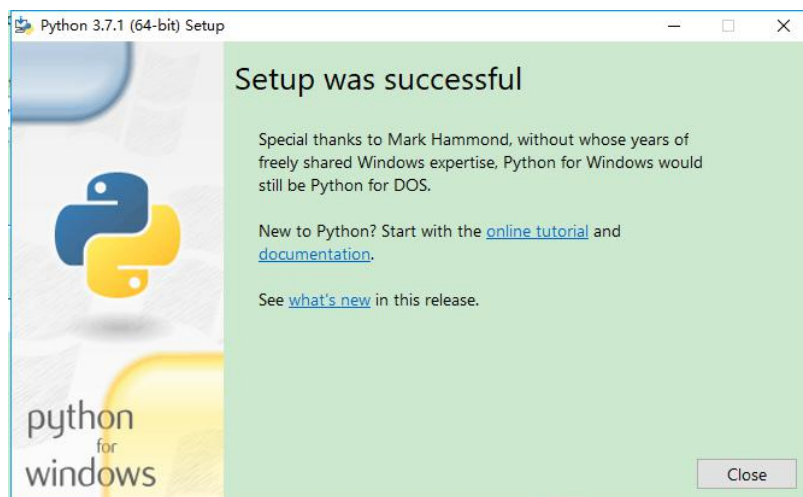 Python 3.7.1 (64-bit) Setup
Setup was successful
Special thanks to Mark Hammond, without whose years of
freely shared Windows expertise, Python for Windows would
still be Python for DOS.
New to Python? Start with the online tutorial and
documentation.
See what's new in this release.
python
for
windows
Close